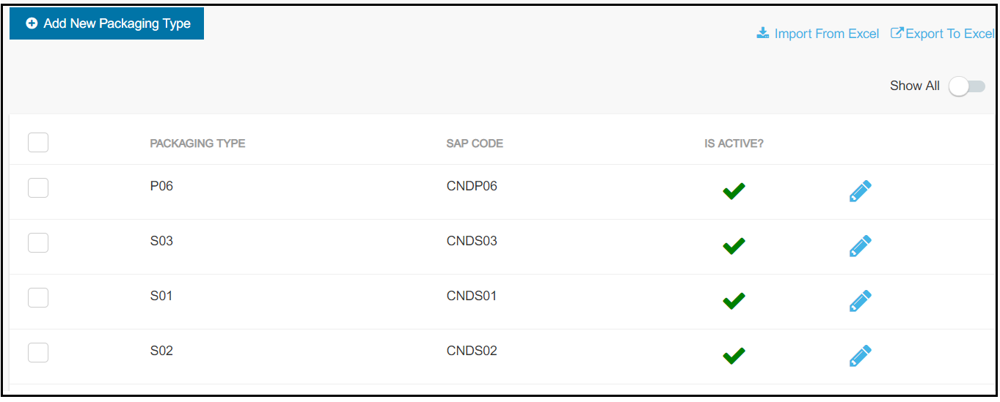 Add New Packaging Type
Import From Excel Export To Excel
Show All
PACKAGING TYPE SAP CODE IS ACTIVE?
P06 CNDP06
S03 CNDS03
S01 CNDS01
S02 CNDS02